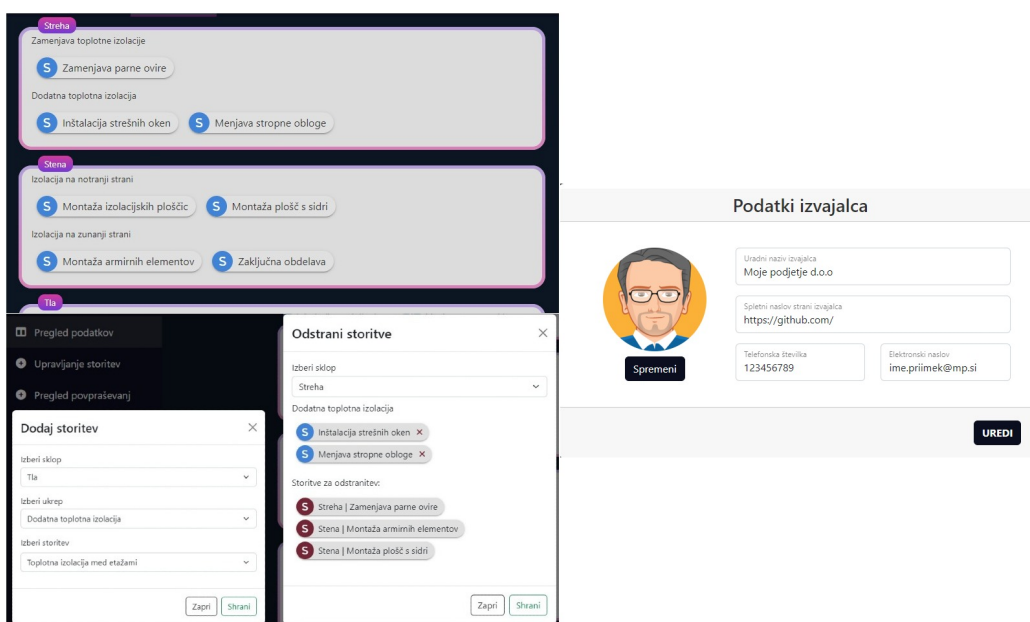 Streha
Zamenjava toplotne izolacije
S Zamenjava parne ovire
Dodatna toplotna izolacija
S Inštalacija strešnih oken S Menjava stropne obloge
Stena
Izolacija na notranji strani
S Montaža izolacijskih ploščic S Montaža plošč s sidri
Izolacija na zunanji strani
S Montaža armirnih elementov S Zaključna obdelava
Tla
Pregled podatkov
Upravljanje storitev
Pregled povpraševanj
Dodaj storitev
Izberi sklop
Tla
Izberi ukrep
Dodatna toplotna izolacija
Izberi storitev
Toplotna izolacija med etažami
Zapri Shrani
Odstrani storitve
Izberi sklop
Streha
Dodatna toplotna izolacija
S Inštalacija strešnih oken ×
S Menjava stropne obloge ×
Storitve za odstranitev:
S Streha | Zamenjava parne ovire
S Stena | Montaža armirnih elementov
S Stena | Montaža plošč s sidri
Zapri Shrani
Podatki izvajalca
Spremeni
Uradni naziv izvajalca
Moje podjetje d.o.o
Spletni naslov strani izvajalca
https://github.com/
Telefonska številka
123456789
Elektronski naslov
ime.priimek@mp.si
UREDI